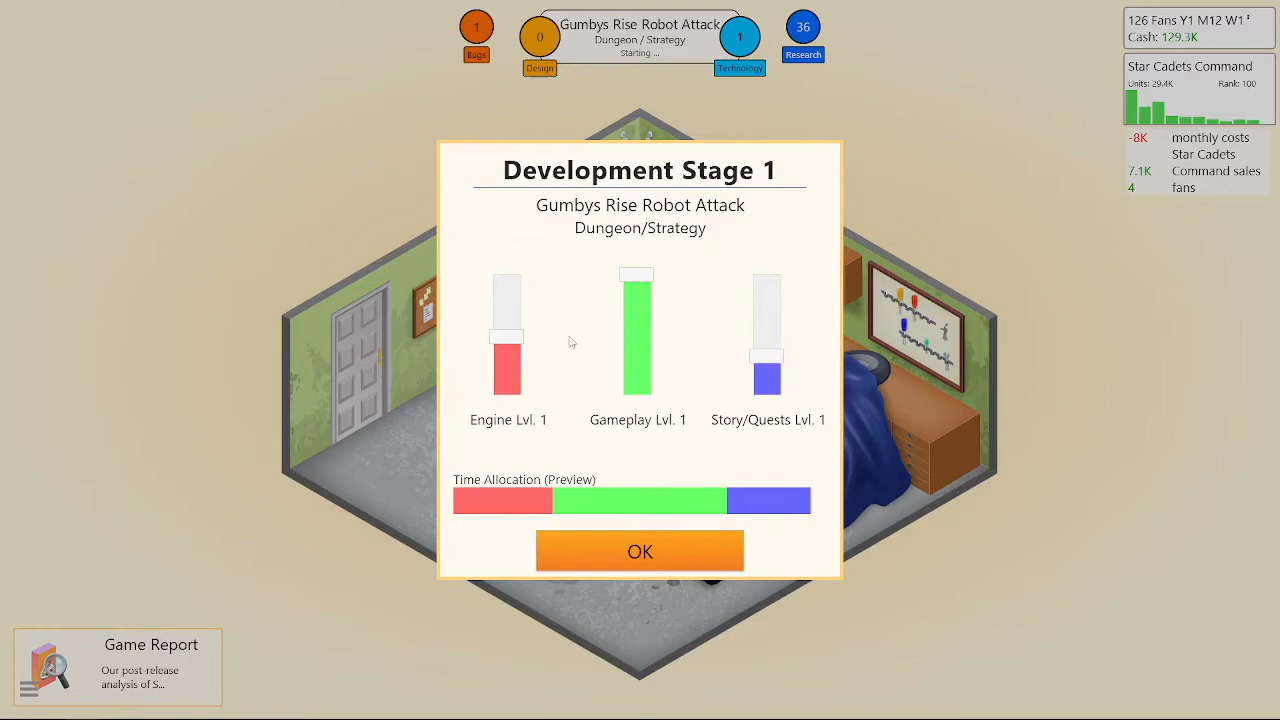 1
Bugs
0
Design
Gumbys Rise Robot Attack
Dungeon / Strategy
Starting ...
1
Technology
36
Research
126 Fans Y1 M12 W1
Cash: 129.3K
Star Cadets Command
Units: 29.4K Rank: 100
-8K monthly costs
Star Cadets
7.1K Command sales
4 fans
Development Stage 1
Gumbys Rise Robot Attack
Dungeon/Strategy
Engine Lvl. 1 Gameplay Lvl. 1 Story/Quests Lvl. 1
Time Allocation (Preview)
OK
Game Report
Our post-release
analysis of S...